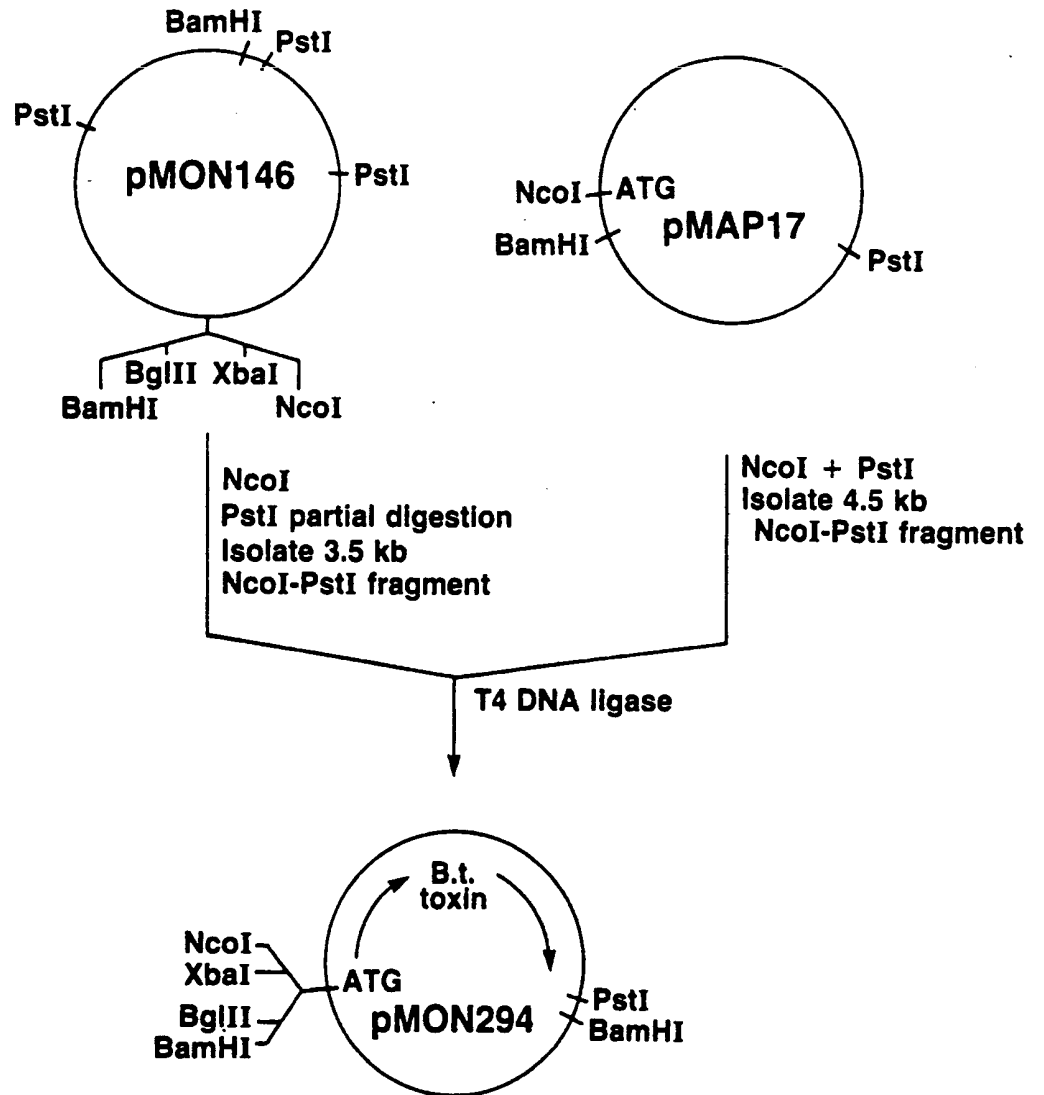 BamHI
PstI
PstI
pMON146
PstI
BglII XbaI
BamHI NcoI
NcoI ATG
pMAP17
BamHI
PstI
NcoI
PstI partial digestion
Isolate 3.5 kb
NcoI-PstI fragment
NcoI + PstI
Isolate 4.5 kb
NcoI-PstI fragment
T4 DNA ligase
B.t.
toxin
NcoI
XbaI
ATG
BglII
BamHI
pMON294
PstI
BamHI